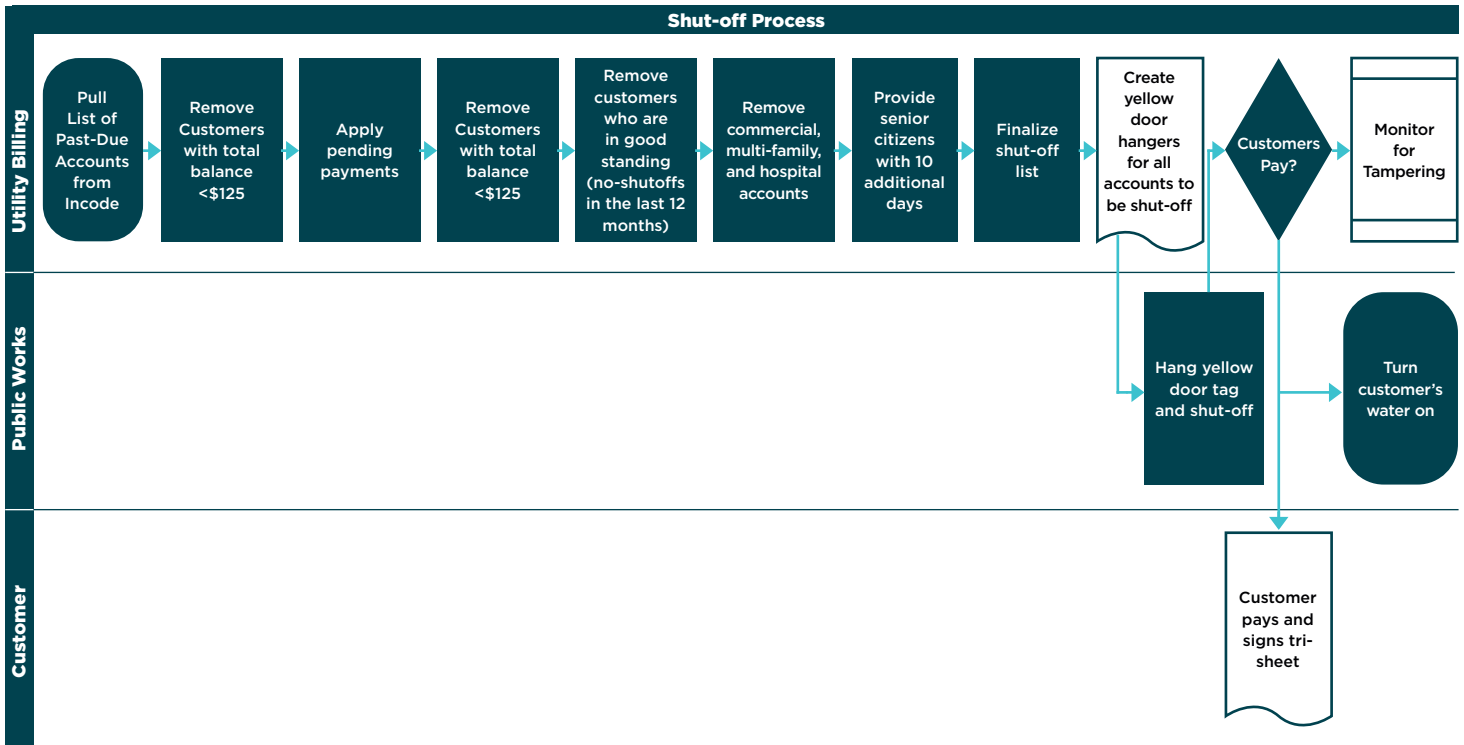 Shut-off Process
Utility Billing
Pull
List of
Past-Due
Accounts
from
Incode
Remove
Customers
with total
balance
<$125
Apply
pending
payments
Remove
Customers
with total
balance
<$125
Remove
customers
who are
in good
standing
(no-shutoffs
in the last 12
months)
Remove
commercial,
multi-family,
and hospital
accounts
Provide
senior
citizens
with 10
additional
days
Finalize
shut-off
list
Create
yellow
door
hangers
for all
accounts to
be shut-off
Customers
Pay?
Monitor
for
Tampering
Public Works
Hang yellow
door tag
and shut-off
Turn
customer's
water on
Customer
Customer
pays and
signs tri-
sheet